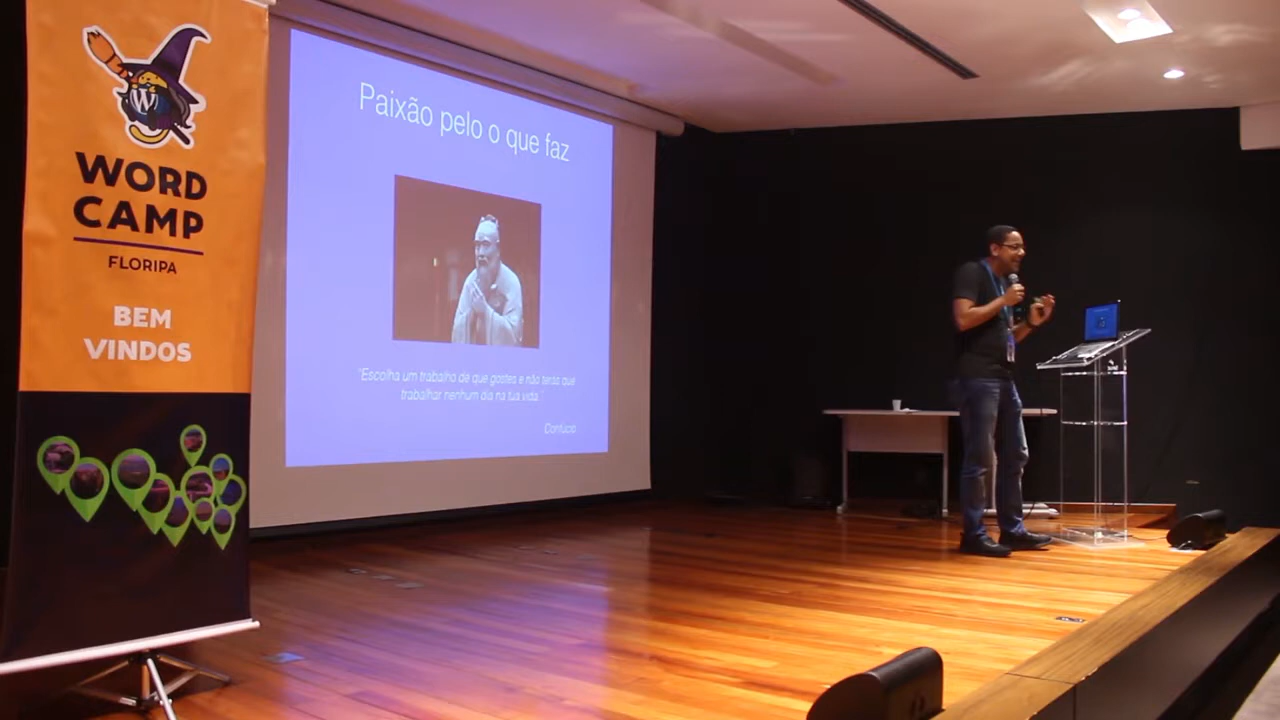 WORD
CAMP
FLORIPA
BEM
VINDOS
Paixão pelo o que faz
"Escolha um trabalho de que gostes e não terás que
trabalhar nenhum dia na tua vida."
Confúcio